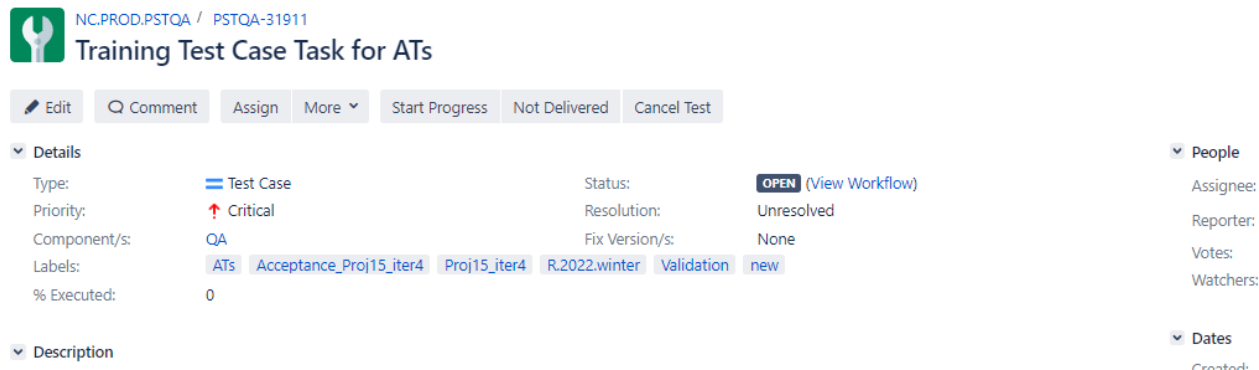 NC.PROD.PSTQA / PSTQA-31911
Training Test Case Task for ATs
Edit Comment Assign More Start Progress Not Delivered Cancel Test
Details
Type: Test Case Status: OPEN (View Workflow)
Priority: Critical Resolution: Unresolved
Component/s: QA Fix Version/s: None
Labels: ATs Acceptance_Proj15_iter4 Proj15_iter4 R.2022.winter Validation new
% Executed: 0
Description
People
Assignee:
Reporter:
Votes:
Watchers:
Dates
Created: